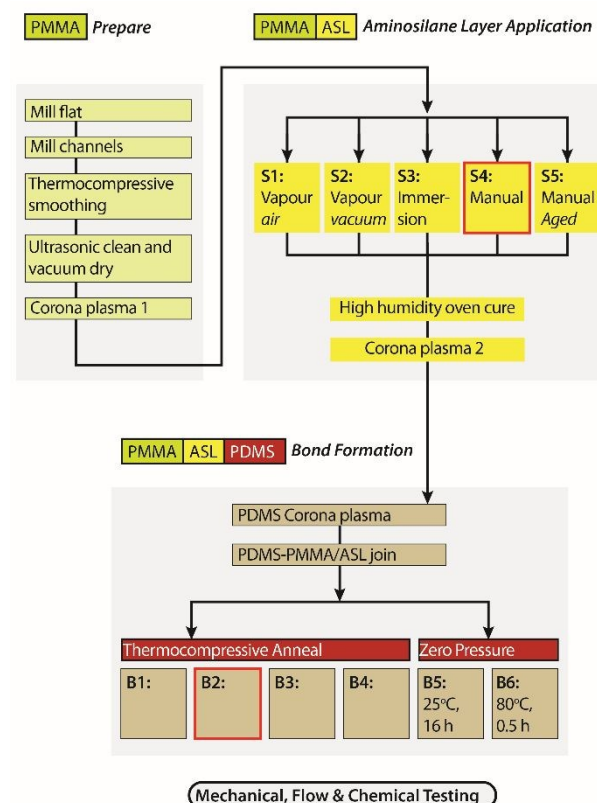 PMMA Prepare
PMMA ASL Aminosilane Layer Application
Mill flat
Mill channels
Thermocompressive
smoothing
Ultrasonic clean and
vacuum dry
Corona plasma 1
S1:
Vapour
air
S2:
Vapour
vacuum
S3:
Immer-
sion
S4:
Manual
S5:
Manual
Aged
High humidity oven cure
Corona plasma 2
PMMA ASL PDMS Bond Formation
PDMS Corona plasma
PDMS-PMMA/ASL join
Thermocompressive Anneal
Zero Pressure
B1:
B2:
B3:
B4:
B5:
25°C,
16 h
B6:
80°C,
0.5 h
Mechanical, Flow & Chemical Testing